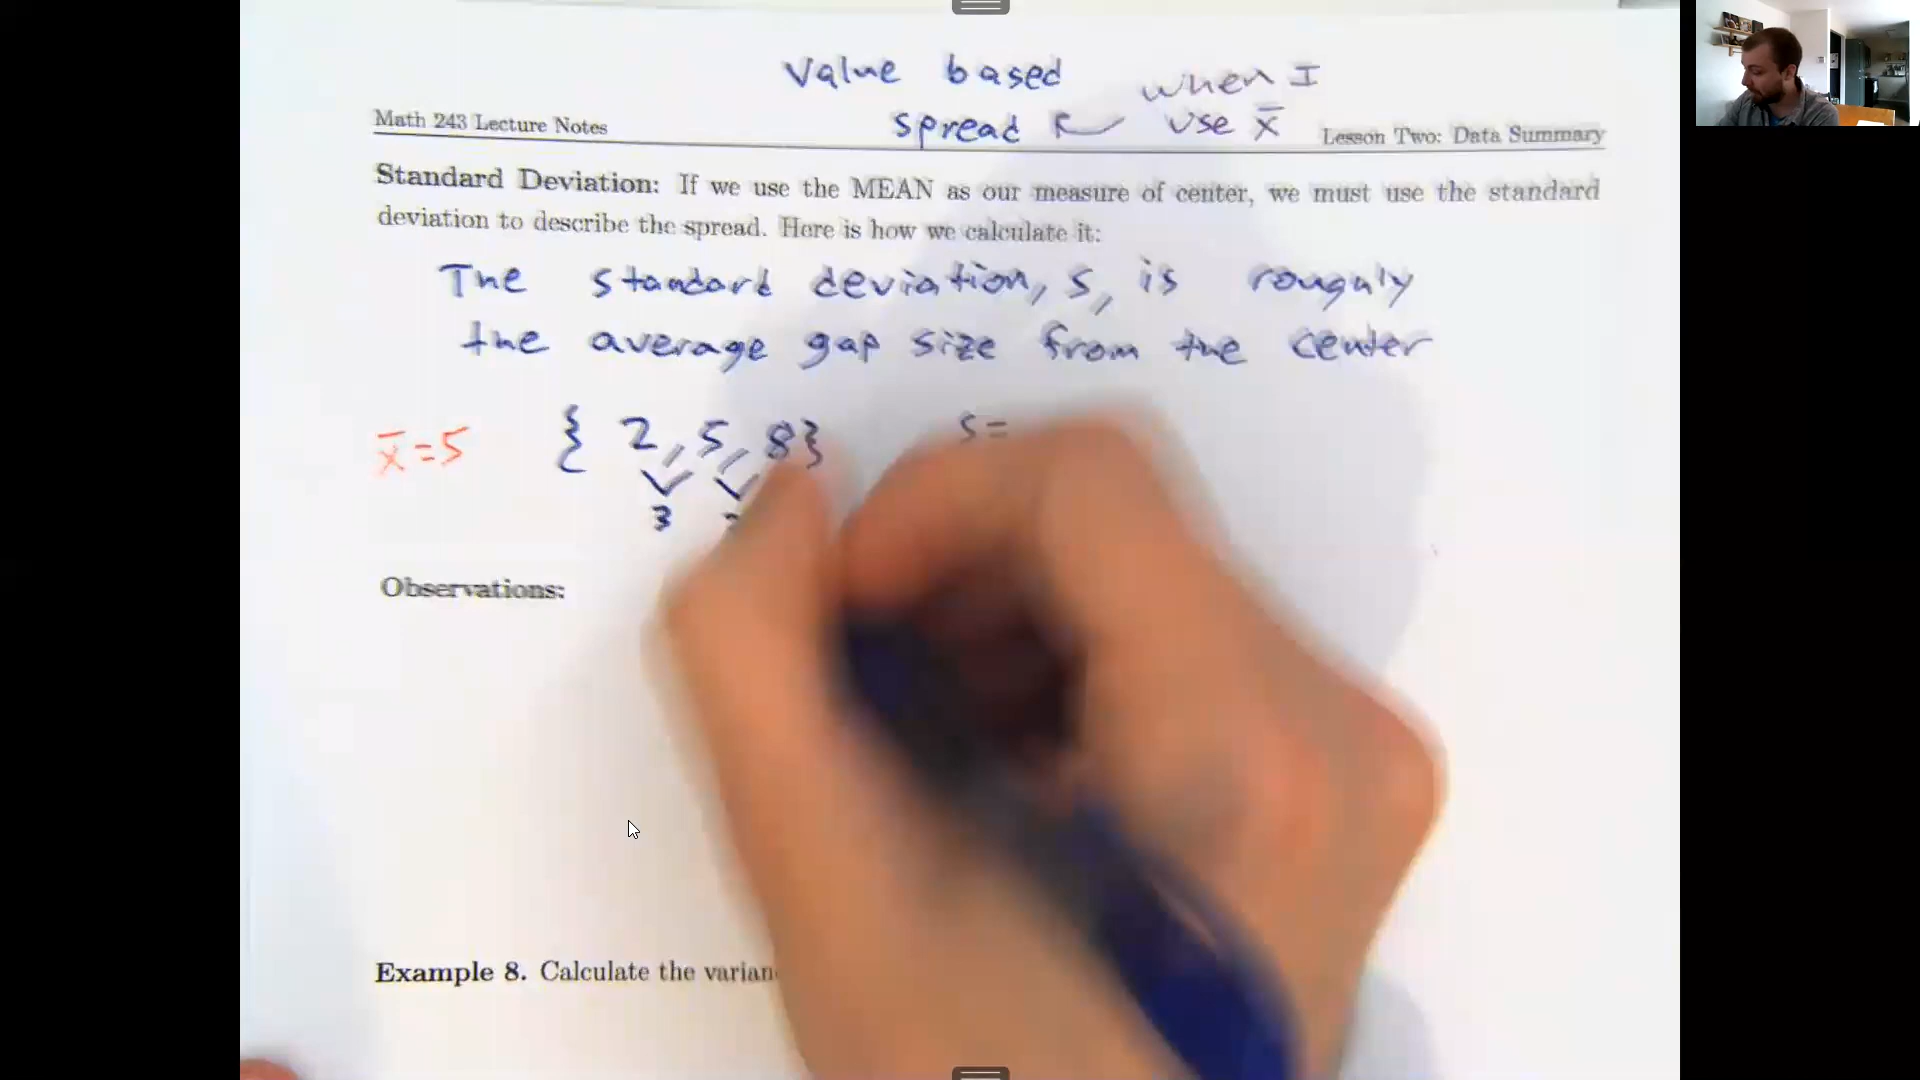 Value based when I
spread use x̄
Math 243 Lecture Notes
Lesson Two: Data Summary
Standard Deviation: If we use the MEAN as our measure of center, we must use the standard
deviation to describe the spread. Here is how we calculate it:
The standard deviation, s, is roughly
the average gap size from the center
x̄=5 { 2, 5, 8} s=
3
Observations:
Example 8. Calculate the